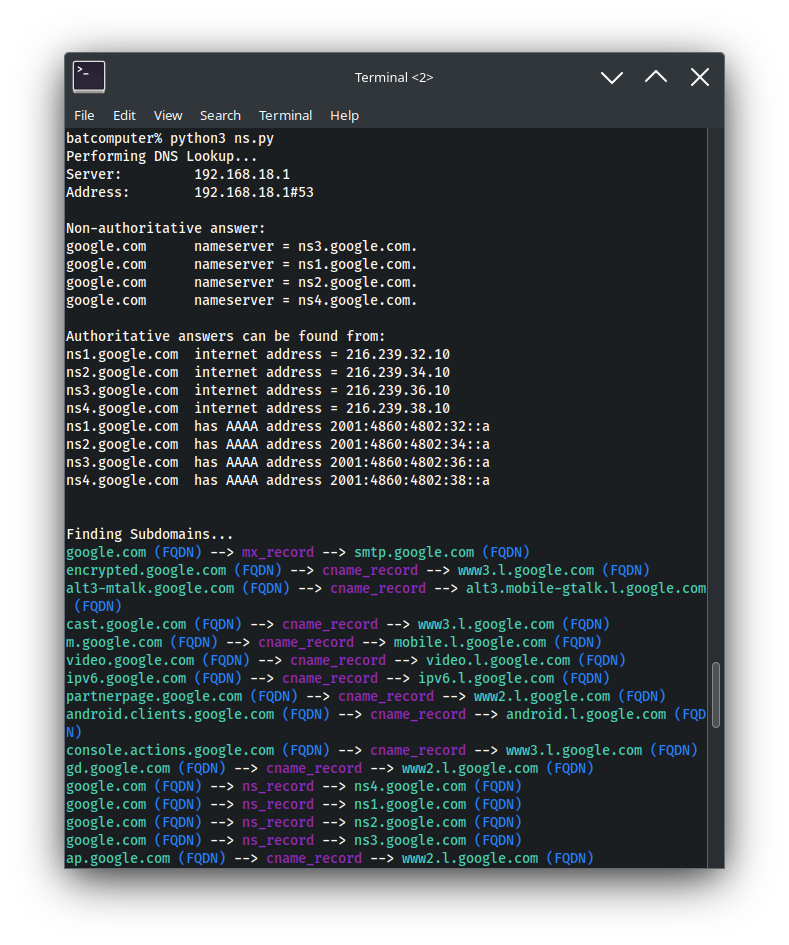 Terminal <2>
File Edit View Search Terminal Help
batcomputer% python3 ns.py
Performing DNS Lookup...
Server: 192.168.18.1
Address: 192.168.18.1#53
Non-authoritative answer:
google.com nameserver = ns3.google.com.
google.com nameserver = ns1.google.com.
google.com nameserver = ns2.google.com.
google.com nameserver = ns4.google.com.
Authoritative answers can be found from:
ns1.google.com internet address = 216.239.32.10
ns2.google.com internet address = 216.239.34.10
ns3.google.com internet address = 216.239.36.10
ns4.google.com internet address = 216.239.38.10
ns1.google.com has AAAA address 2001:4860:4802:32::a
ns2.google.com has AAAA address 2001:4860:4802:34::a
ns3.google.com has AAAA address 2001:4860:4802:36::a
ns4.google.com has AAAA address 2001:4860:4802:38::a
Finding Subdomains...
google.com (FQDN) --> mx_record --> smtp.google.com (FQDN)
encrypted.google.com (FQDN) --> cname_record --> www3.l.google.com (FQDN)
alt3-mtalk.google.com (FQDN) --> cname_record --> alt3.mobile-gtalk.l.google.com
(FQDN)
cast.google.com (FQDN) --> cname_record --> www3.l.google.com (FQDN)
m.google.com (FQDN) --> cname_record --> mobile.l.google.com (FQDN)
video.google.com (FQDN) --> cname_record --> video.l.google.com (FQDN)
ipv6.google.com (FQDN) --> cname_record --> ipv6.l.google.com (FQDN)
partnerpage.google.com (FQDN) --> cname_record --> www2.l.google.com (FQDN)
android.clients.google.com (FQDN) --> cname_record --> android.l.google.com (FQD
N)
console.actions.google.com (FQDN) --> cname_record --> www3.l.google.com (FQDN)
gd.google.com (FQDN) --> cname_record --> www2.l.google.com (FQDN)
google.com (FQDN) --> ns_record --> ns4.google.com (FQDN)
google.com (FQDN) --> ns_record --> ns1.google.com (FQDN)
google.com (FQDN) --> ns_record --> ns2.google.com (FQDN)
google.com (FQDN) --> ns_record --> ns3.google.com (FQDN)
ap.google.com (FQDN) --> cname_record --> www2.l.google.com (FQDN)